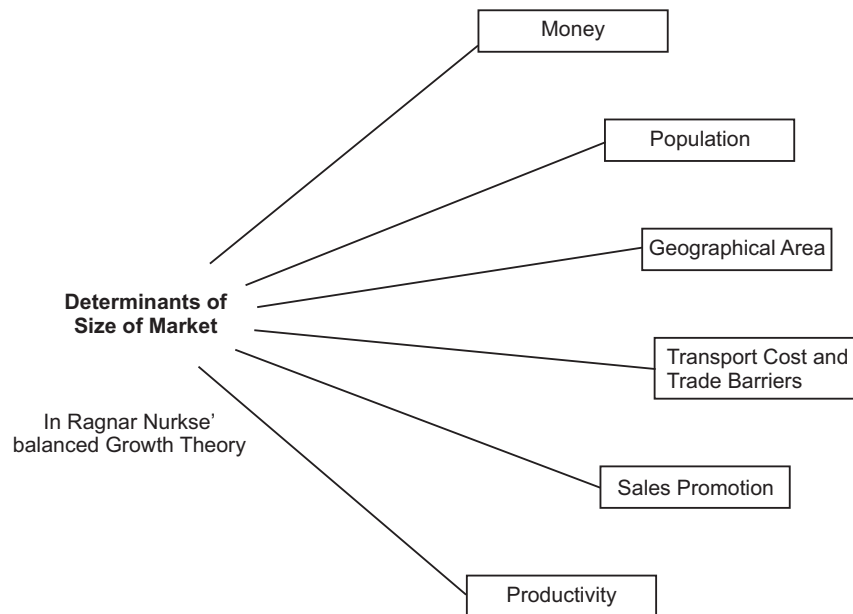 Money
Population
Geographical Area
Determinants of
Size of Market
Transport Cost and
Trade Barriers
In Ragnar Nurkse’
balanced Growth Theory
Sales Promotion
Productivity